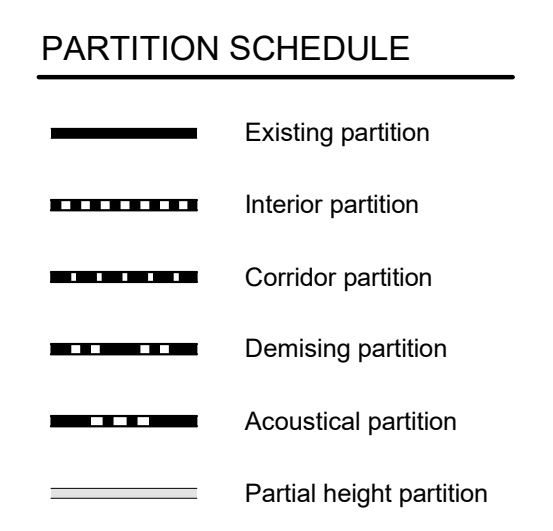 PARTITION SCHEDULE
Existing partition
Interior partition
Corridor partition
Demising partition
Acoustical partition
Partial height partition